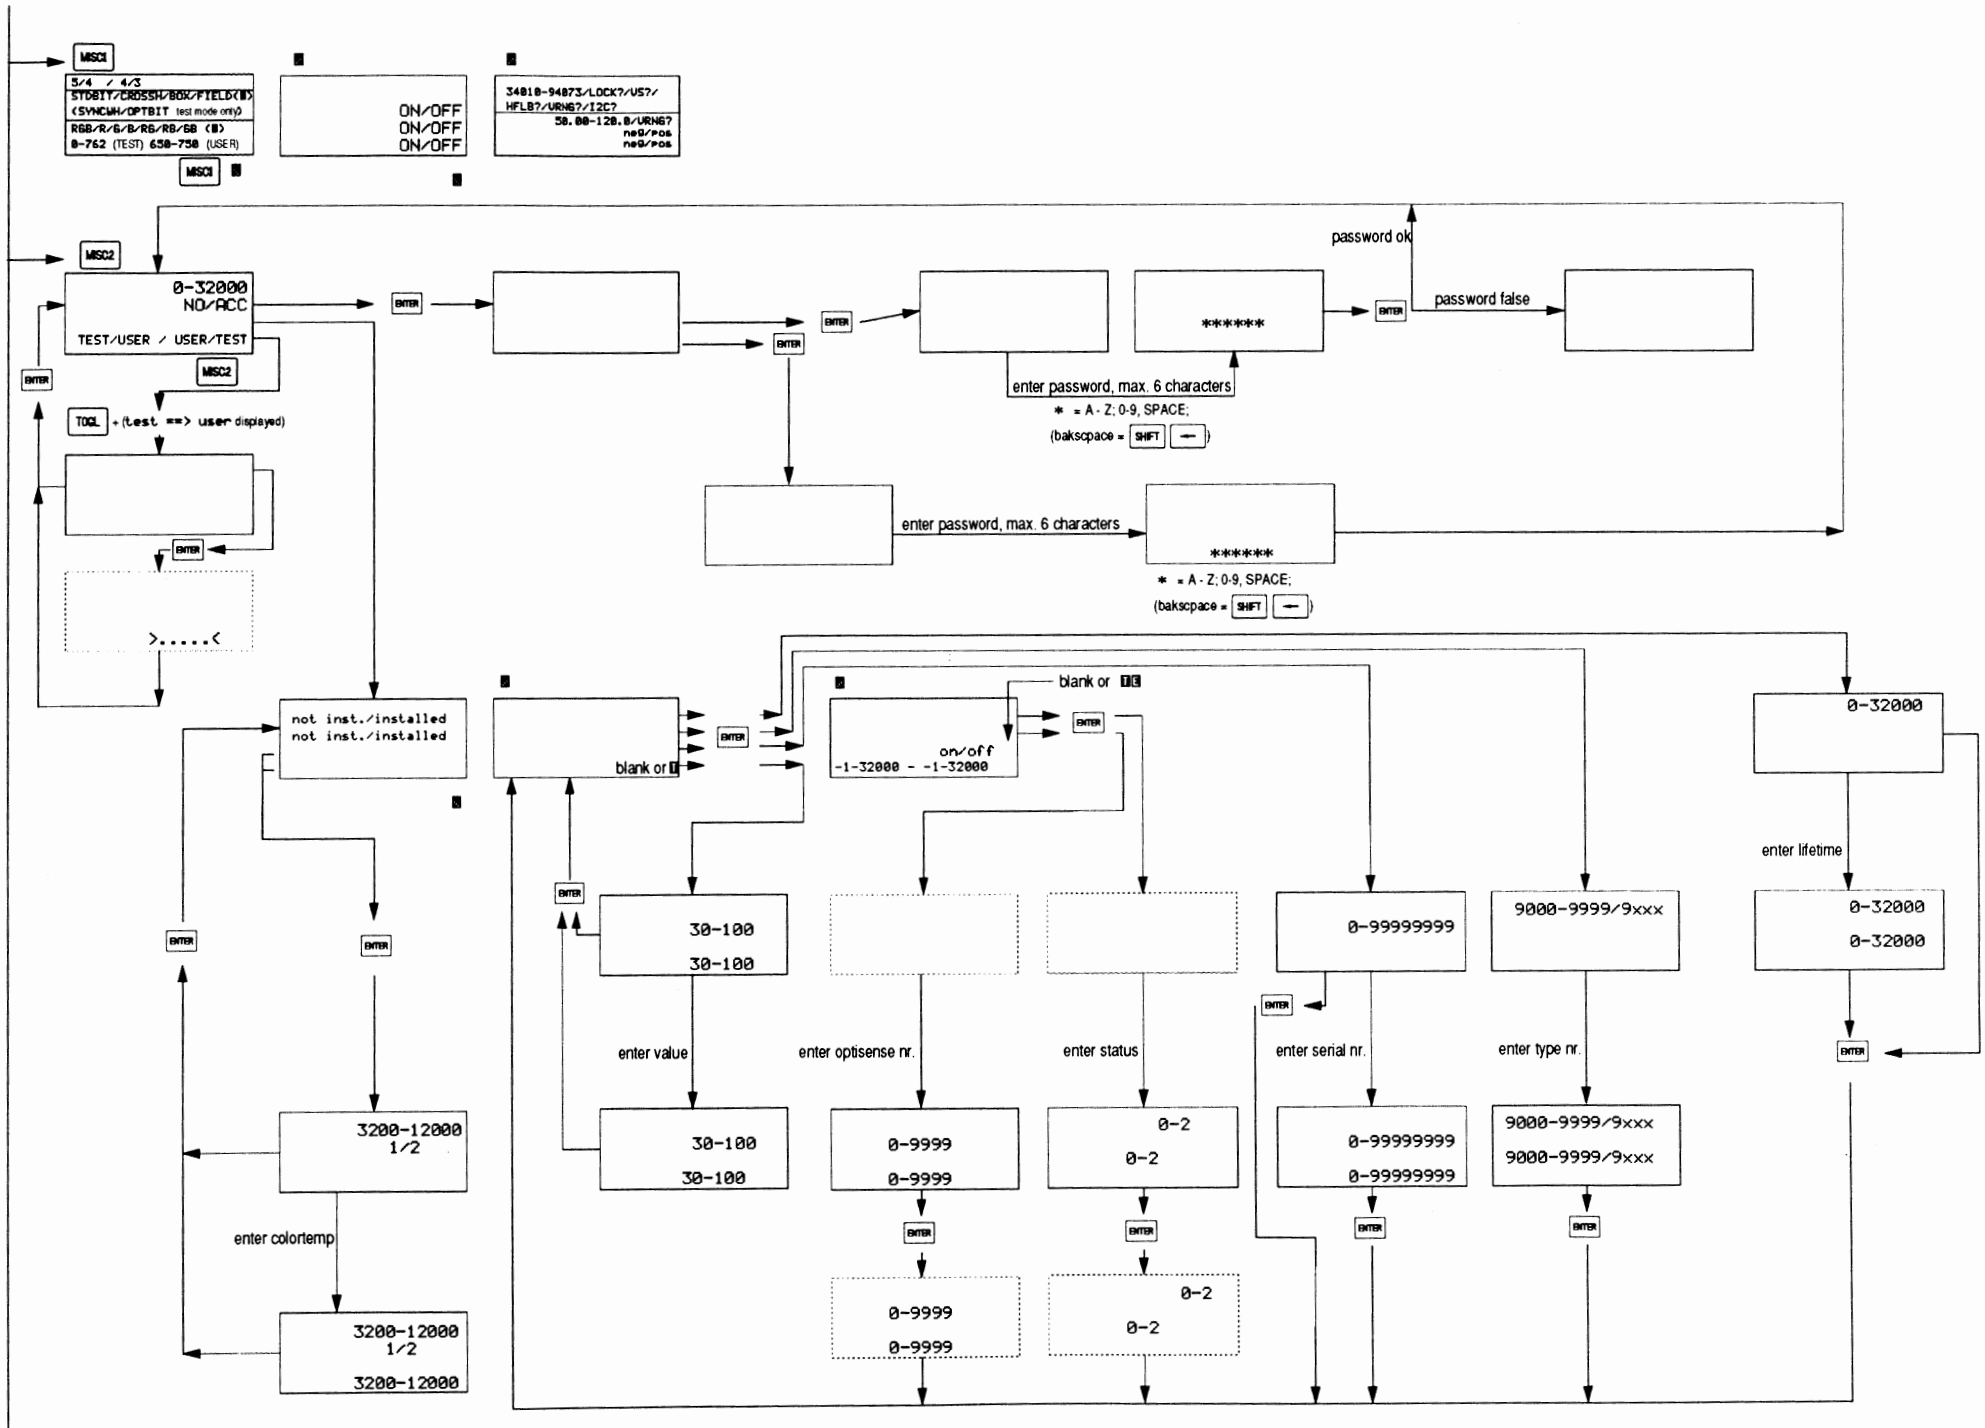 MISC1
5/4 / 4/3
STDBIT/CROSSH/BOX/FIELD(■)
(SYNCWH/OPTBIT test mode only)
RGB/R/G/B/RG/RB/GB (■)
0-762 (TEST) 650-750 (USER)
MISC1
ON/OFF
ON/OFF
ON/OFF
34010-94073/LOCK?/VS?/
HFLB?/VRNG?/I2C?
50.00-120.0/VRNG?
neg/pos
neg/pos
MISC2
0-32000
NO/ACC
TEST/USER / USER/TEST
MISC2
ENTER
TOGL + (test ==> user displayed)
ENTER
>.....<
ENTER
ENTER
ENTER
enter password, max. 6 characters
* = A - Z; 0-9, SPACE;
(bakscpace = SHIFT ← )
******
ENTER
password ok
password false
enter password, max. 6 characters
******
* = A - Z; 0-9, SPACE;
(bakscpace = SHIFT ← )
not inst./installed
not inst./installed
ENTER
ENTER
3200-12000
1/2
enter colortemp
3200-12000
1/2
3200-12000
blank or T
ENTER
blank or TE
on/off
-1-32000 - -1-32000
ENTER
ENTER
30-100
30-100
enter value
30-100
30-100
enter optisense nr.
0-9999
0-9999
ENTER
0-9999
0-9999
enter status
0-2
0-2
ENTER
0-2
0-2
0-99999999
ENTER
enter serial nr.
0-99999999
0-99999999
ENTER
9000-9999/9xxx
enter type nr.
9000-9999/9xxx
9000-9999/9xxx
ENTER
0-32000
enter lifetime
0-32000
0-32000
ENTER